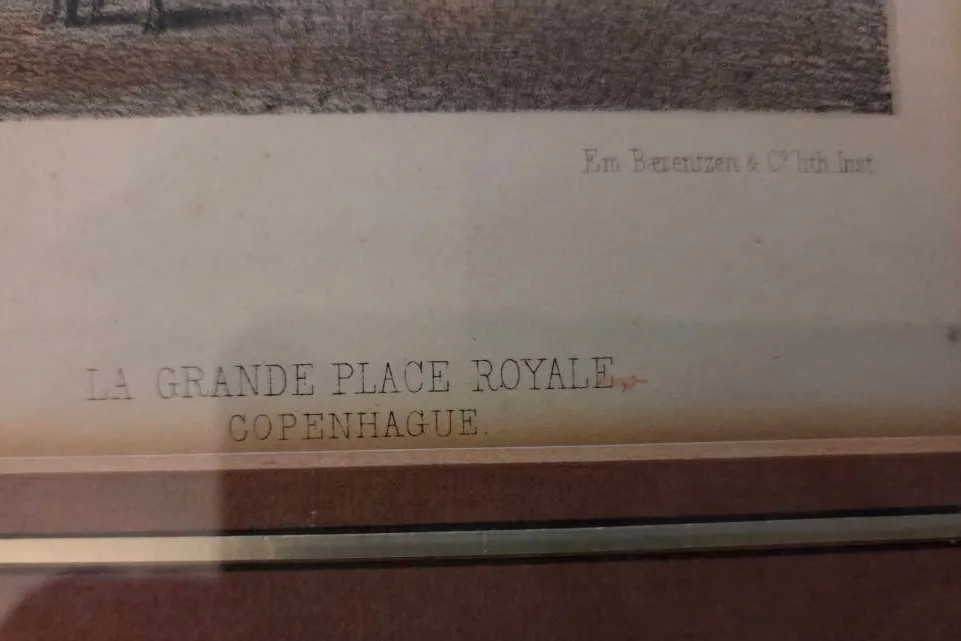 Em Bærentzen & Cº lith Inst
LA GRANDE PLACE ROYALE,
COPENHAGUE.